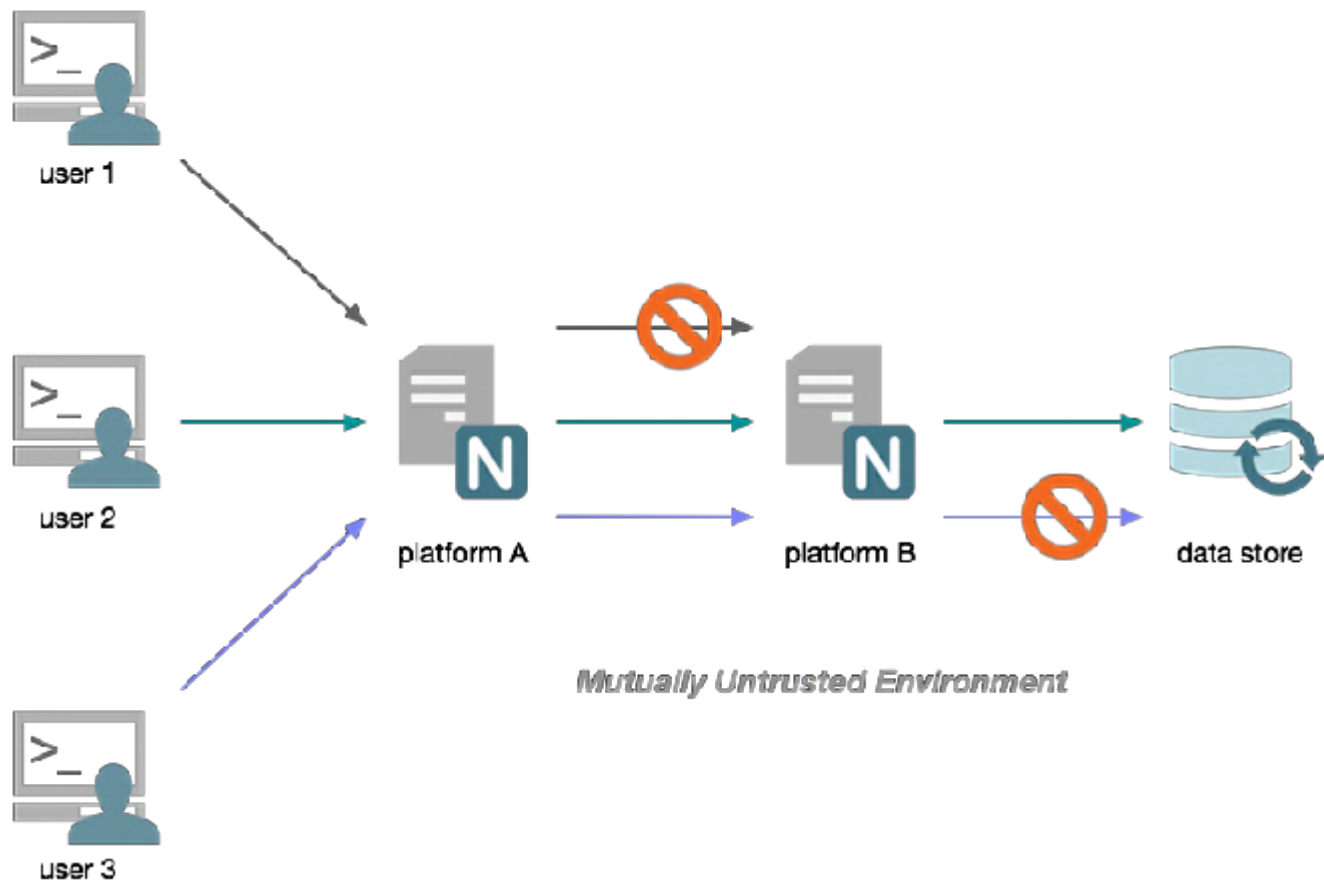 >_
user 1
>_
user 2
N
platform A
N
platform B
data store
Mutually Untrusted Environment
>_
user 3